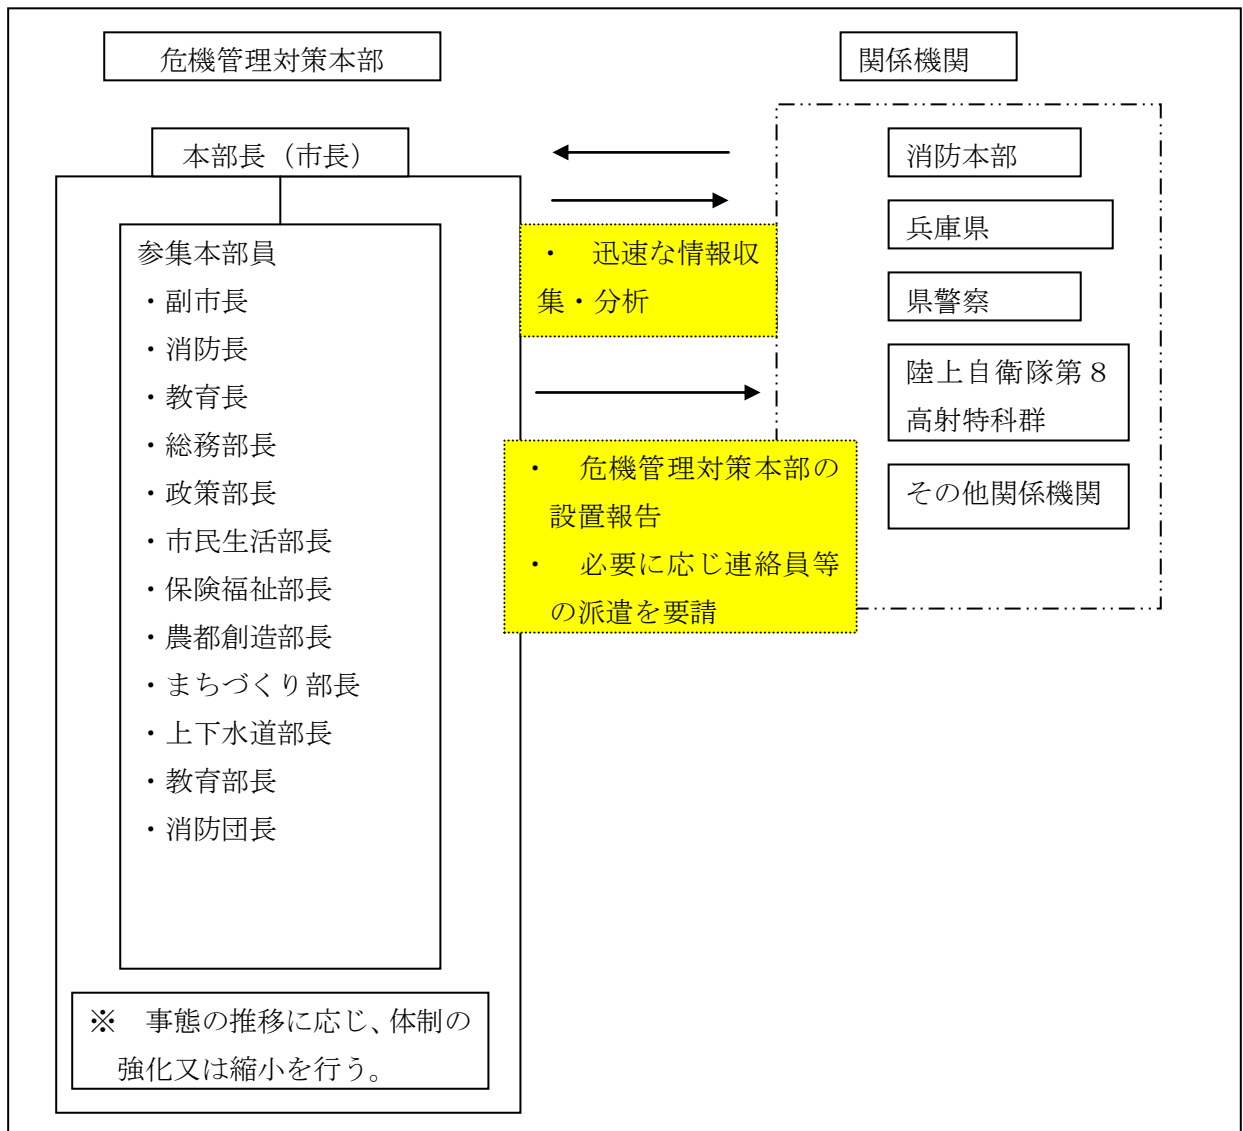 危機管理対策本部
本部長（市長）
参集本部員
・副市長
・消防長
・教育長
・総務部長
・政策部長
・市民生活部長
・保険福祉部長
・農都創造部長
・まちづくり部長
・上下水道部長
・教育部長
・消防団長
※　事態の推移に応じ、体制の
強化又は縮小を行う。
・　迅速な情報収
集・分析
・　危機管理対策本部の
設置報告
・　必要に応じ連絡員等
の派遣を要請
関係機関
消防本部
兵庫県
県警察
陸上自衛隊第８
高射特科群
その他関係機関